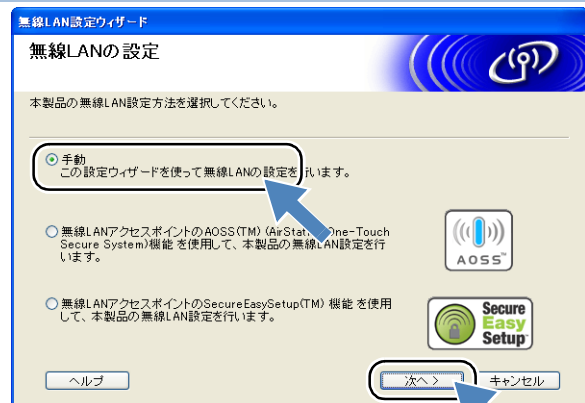 無線LAN設定ウィザード
無線LANの設定
本製品の無線LAN設定方法を選択してください。
手動
この設定ウィザードを使って無線LANの設定を行います。
無線LANアクセスポイントのAOSS(TM) (AirStation One-Touch
Secure System)機能 を使用して、本製品の無線LAN設定を行
います。
AOSS™
無線LANアクセスポイントのSecureEasySetup(TM) 機能 を使用
して、本製品の無線LAN設定を行います。
Secure
Easy
Setup
ヘルプ
次へ >
キャンセル